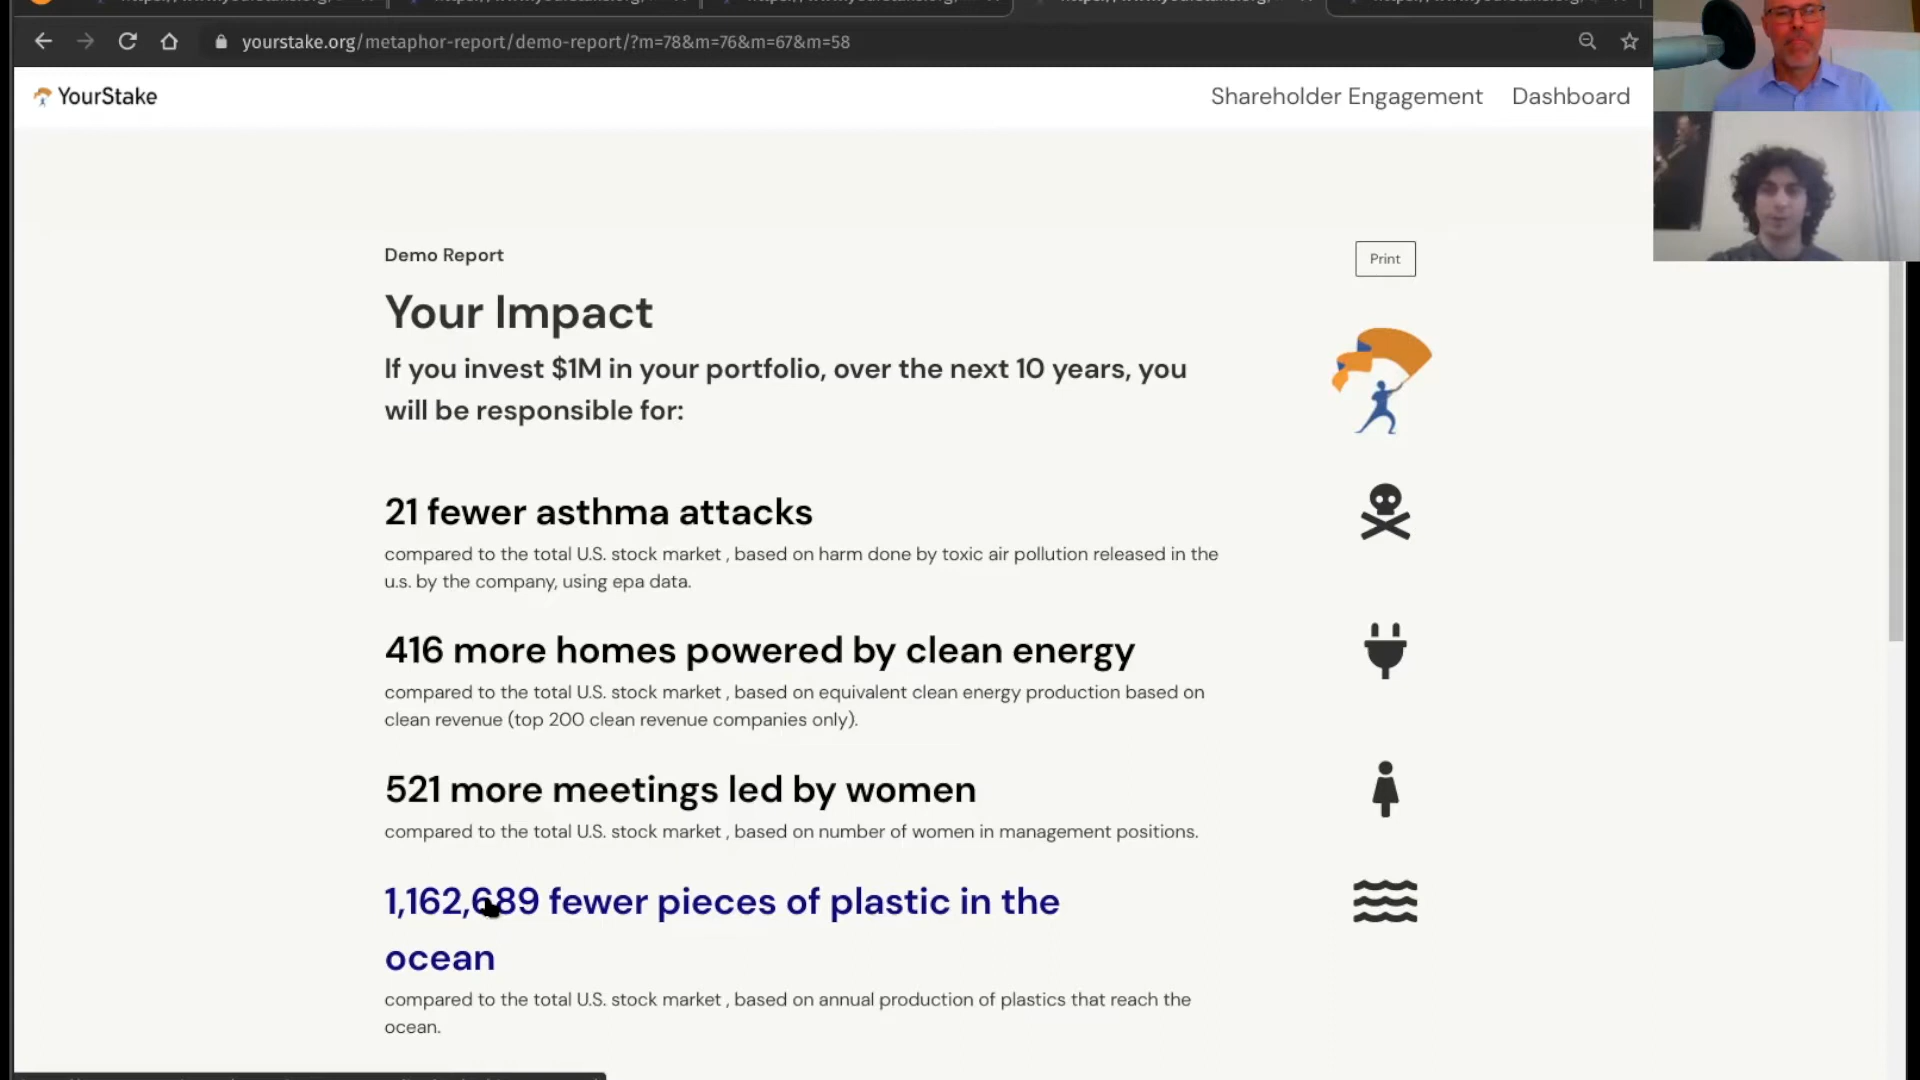 yourstake.org/metaphor-report/demo-report/?m=78&m=76&m=67&m=58
YourStake
Shareholder Engagement Dashboard
Demo Report
Print
Your Impact
If you invest $1M in your portfolio, over the next 10 years, you
will be responsible for:
21 fewer asthma attacks
compared to the total U.S. stock market , based on harm done by toxic air pollution released in the
u.s. by the company, using epa data.
416 more homes powered by clean energy
compared to the total U.S. stock market , based on equivalent clean energy production based on
clean revenue (top 200 clean revenue companies only).
521 more meetings led by women
compared to the total U.S. stock market , based on number of women in management positions.
1,162,689 fewer pieces of plastic in the
ocean
compared to the total U.S. stock market , based on annual production of plastics that reach the
ocean.